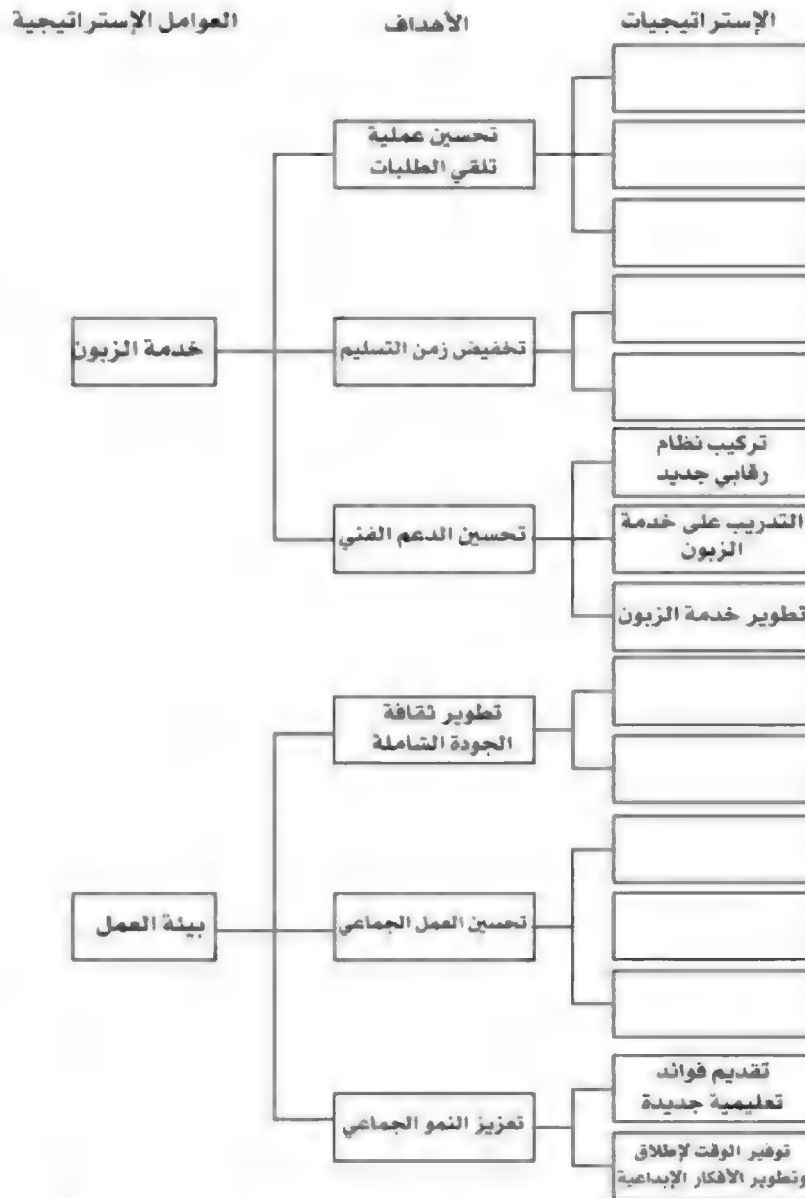 العوامل الإستراتيجية
الأهداف
الإستراتيجيات
خدمة الزبون
تحسين عملية
تلقي الطلبات
تخفيض زمن التسليم
تحسين الدعم الفني
تركيب نظام
رقابي جديد
التدريب على خدمة
الزبون
تطوير خدمة الزبون
بيئة العمل
تطوير ثقافة
الجودة الشاملة
تحسين العمل الجماعي
تعزيز النمو الجماعي
تقديم فوائد
تعليمية جديدة
توفير الوقت لإطلاق
وتطوير الأفكار الإبداعية